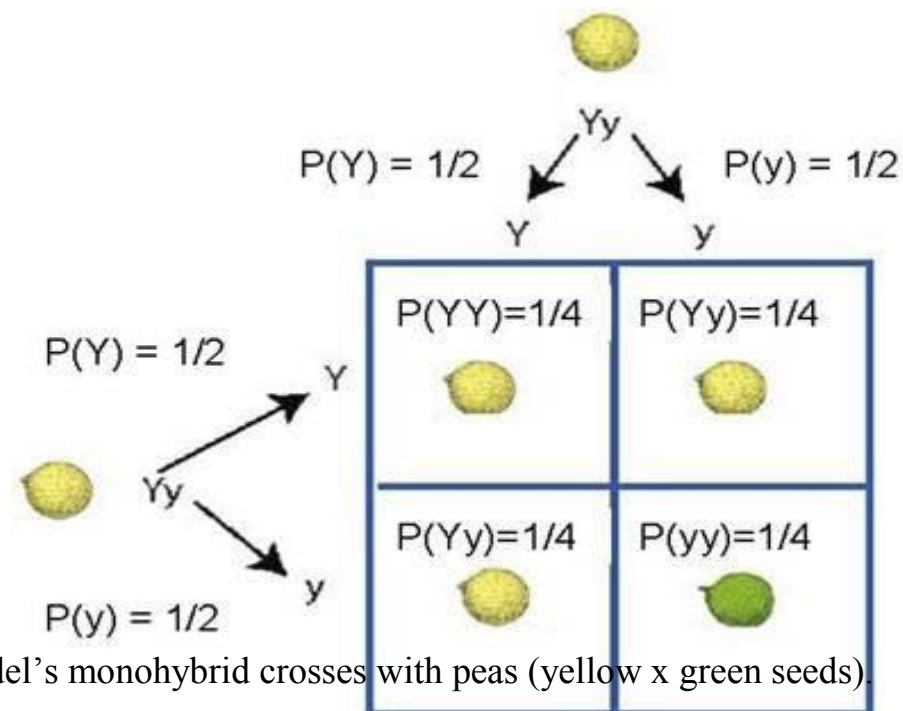 Yy
P(Y) = 1/2
P(y) = 1/2
Y
y
P(YY)=1/4
P(Yy)=1/4
P(Y) = 1/2
Y
Yy
P(Yy)=1/4
P(yy)=1/4
y
P(y) = 1/2
del’s monohybrid crosses with peas (yellow x green seeds).